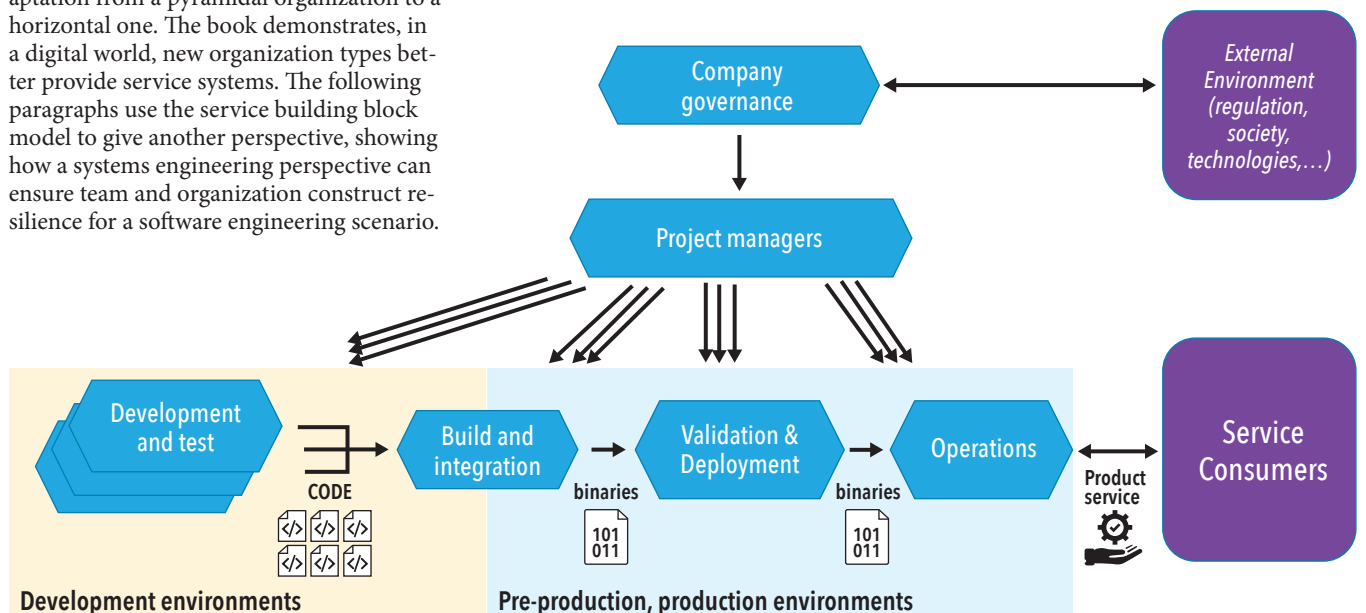 aptation from a pyramidal organization to a
horizontal one. The book demonstrates, in
a digital world, new organization types bet-
ter provide service systems. The following
paragraphs use the service building block
model to give another perspective, showing
how a systems engineering perspective can
ensure team and organization construct re-
silience for a software engineering scenario.
Company
governance
External
Environment
(regulation,
society,
technologies,…)
Project managers
Development
and test
CODE
</>
</>
</>
</>
</>
</>
Build and
integration
binaries
101
011
Validation &
Deployment
binaries
101
011
Operations
Product
service
Service
Consumers
Development environments
Pre-production, production environments